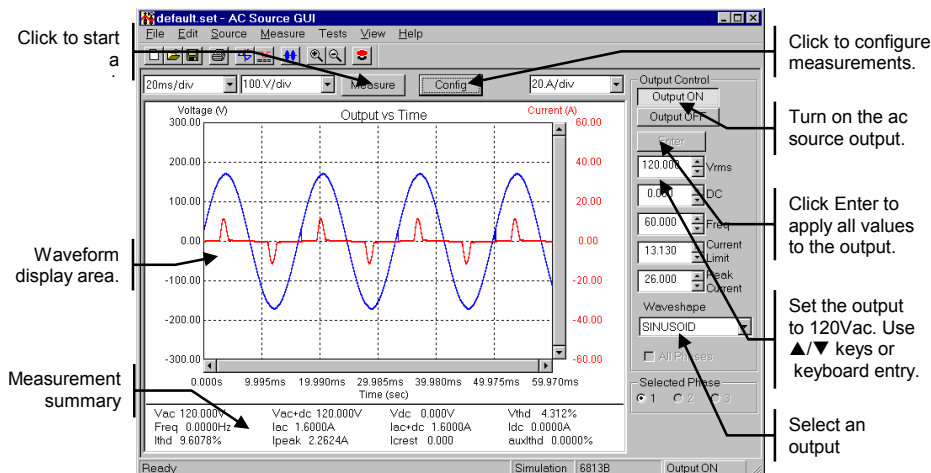 default.set - AC Source GUI
File Edit Source Measure Tests View Help
Click to start
a
.
Click to configure
measurements.
20ms/div
100.V/div
Measure
Config
20.A/div
Output Control
Output ON
Output OFF
Enter
Turn on the ac
source output.
Voltage (V)
Output vs Time
Current (A)
300.00
200.00
100.00
0.00
-100.00
-200.00
-300.00
60.00
40.00
20.00
0.00
-20.00
-40.00
-60.00
120.000 Vrms
0.000 DC
60.000 Freq
13.130 Current
Limit
26.000 Peak
Current
Click Enter to
apply all values
to the output.
Waveform
display area.
Waveshape
SINUSOID
All Phases
Set the output
to 120Vac. Use
▲/▼ keys or
keyboard entry.
0.000s 9.995ms 19.990ms 29.985ms 39.980ms 49.975ms 59.970ms
Time (sec)
Selected Phase
1 2 3
Measurement
summary
Vac 120.000V Vac+dc 120.000V Vdc 0.000V Vthd 4.312%
Freq 0.0000Hz Iac 1.6000A Iac+dc 1.6000A Idc 0.0000A
Ithd 9.6078% Ipeak 2.2624A Icrest 0.000 auxIthd 0.0000%
Select an
output
Ready
Simulation 6813B Output ON